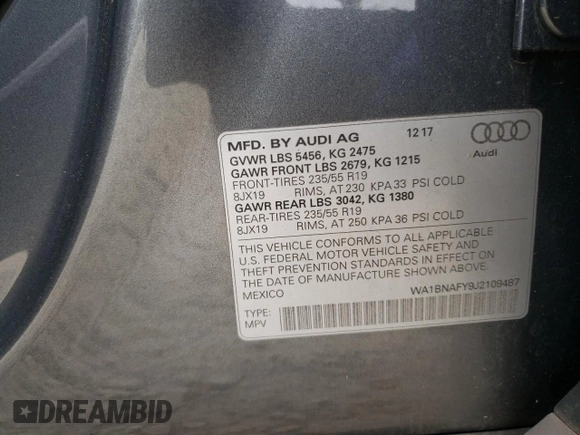 MFD. BY AUDI AG 12 17
GVWR LBS 5456, KG 2475
GAWR FRONT LBS 2679, KG 1215
FRONT-TIRES 235/55 R19
8JX19 RIMS, AT 230 KPA 33 PSI COLD
GAWR REAR LBS 3042, KG 1380
REAR-TIRES 235/55 R19
8JX19 RIMS, AT 250 KPA 36 PSI COLD
Audi
THIS VEHICLE CONFORMS TO ALL APPLICABLE
U.S. FEDERAL MOTOR VEHICLE SAFETY AND
THEFT PREVENTION STANDARDS IN EFFECT ON
THE DATE OF MANUFACTURE SHOWN ABOVE.
MEXICO
WA1BNAFY9J2109487
TYPE:
MPV
DREAMBID